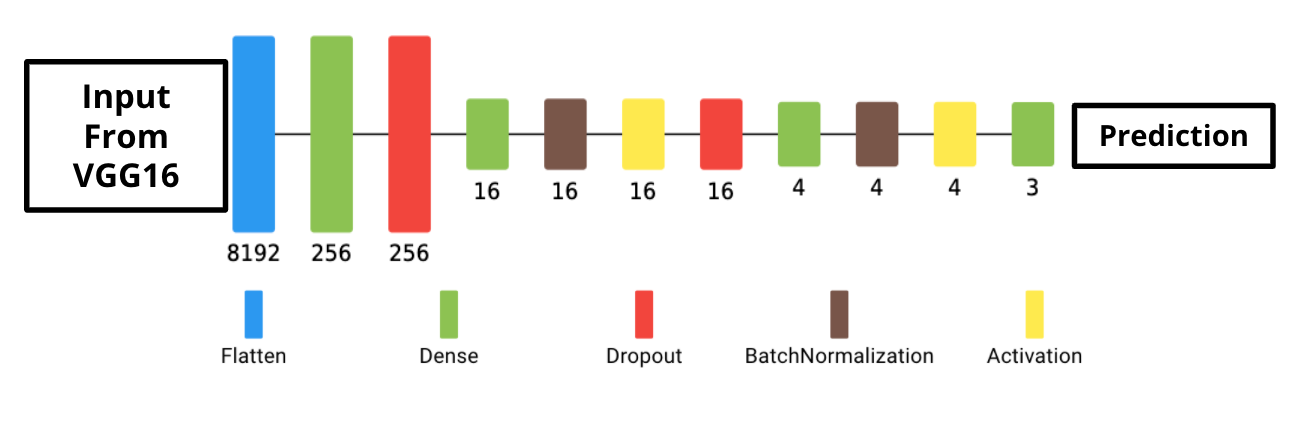 Input
From
VGG16
Prediction
16 16 16 16 4 4 4 3
8192 256 256
Flatten Dense Dropout BatchNormalization Activation